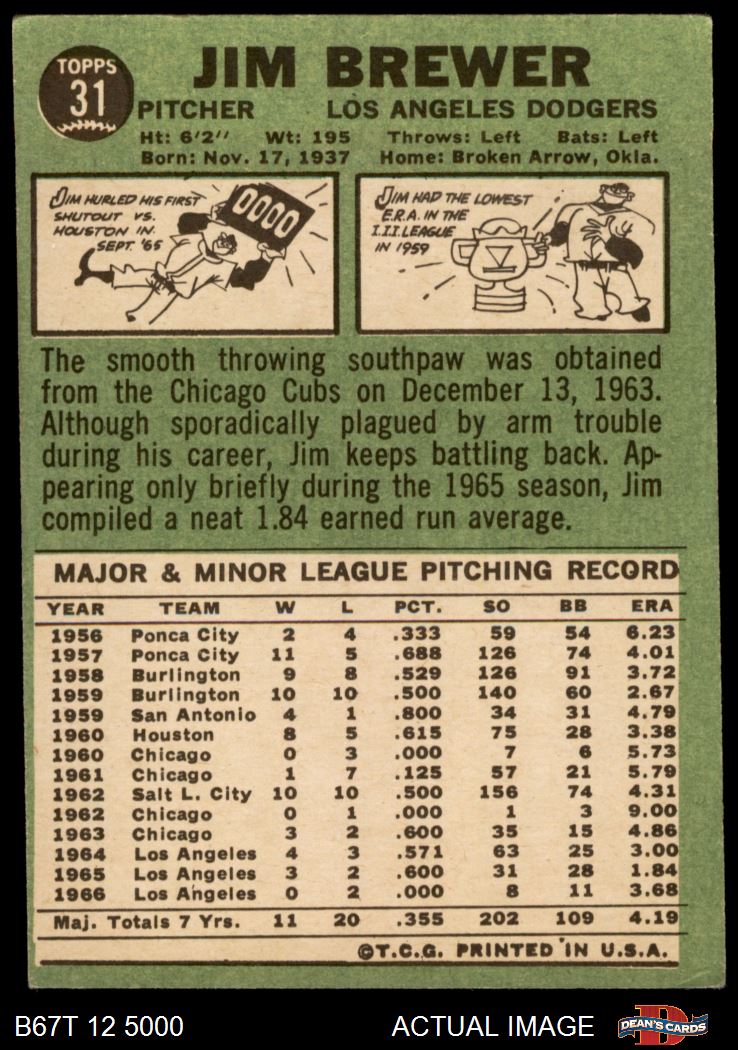 TOPPS
31
JIM BREWER
PITCHER LOS ANGELES DODGERS
Ht: 6'2" Wt: 195 Throws: Left Bats: Left
Born: Nov. 17, 1937 Home: Broken Arrow, Okla.
JIM HURLED HIS FIRST
SHUTOUT VS.
HOUSTON IN
SEPT. '65
0000
JIM HAD THE LOWEST
E.R.A. IN THE
I.I.I. LEAGUE
IN 1959
The smooth throwing southpaw was obtained
from the Chicago Cubs on December 13, 1963.
Although sporadically plagued by arm trouble
during his career, Jim keeps battling back. Ap-
pearing only briefly during the 1965 season, Jim
compiled a neat 1.84 earned run average.
MAJOR & MINOR LEAGUE PITCHING RECORD
YEAR TEAM W L PCT. SO BB ERA
1956 Ponca City 2 4 .333 59 54 6.23
1957 Ponca City 11 5 .688 126 74 4.01
1958 Burlington 9 8 .529 126 91 3.72
1959 Burlington 10 10 .500 140 60 2.67
1959 San Antonio 4 1 .800 34 31 4.79
1960 Houston 8 5 .615 75 28 3.38
1960 Chicago 0 3 .000 7 6 5.73
1961 Chicago 1 7 .125 57 21 5.79
1962 Salt L. City 10 10 .500 156 74 4.31
1962 Chicago 0 1 .000 1 3 9.00
1963 Chicago 3 2 .600 35 15 4.86
1964 Los Angeles 4 3 .571 63 25 3.00
1965 Los Angeles 3 2 .600 31 28 1.84
1966 Los Angeles 0 2 .000 8 11 3.68
Maj. Totals 7 Yrs. 11 20 .355 202 109 4.19
©T.C.G. PRINTED IN U.S.A.
B67T 12 5000 ACTUAL IMAGE
D
DEAN'S CARDS